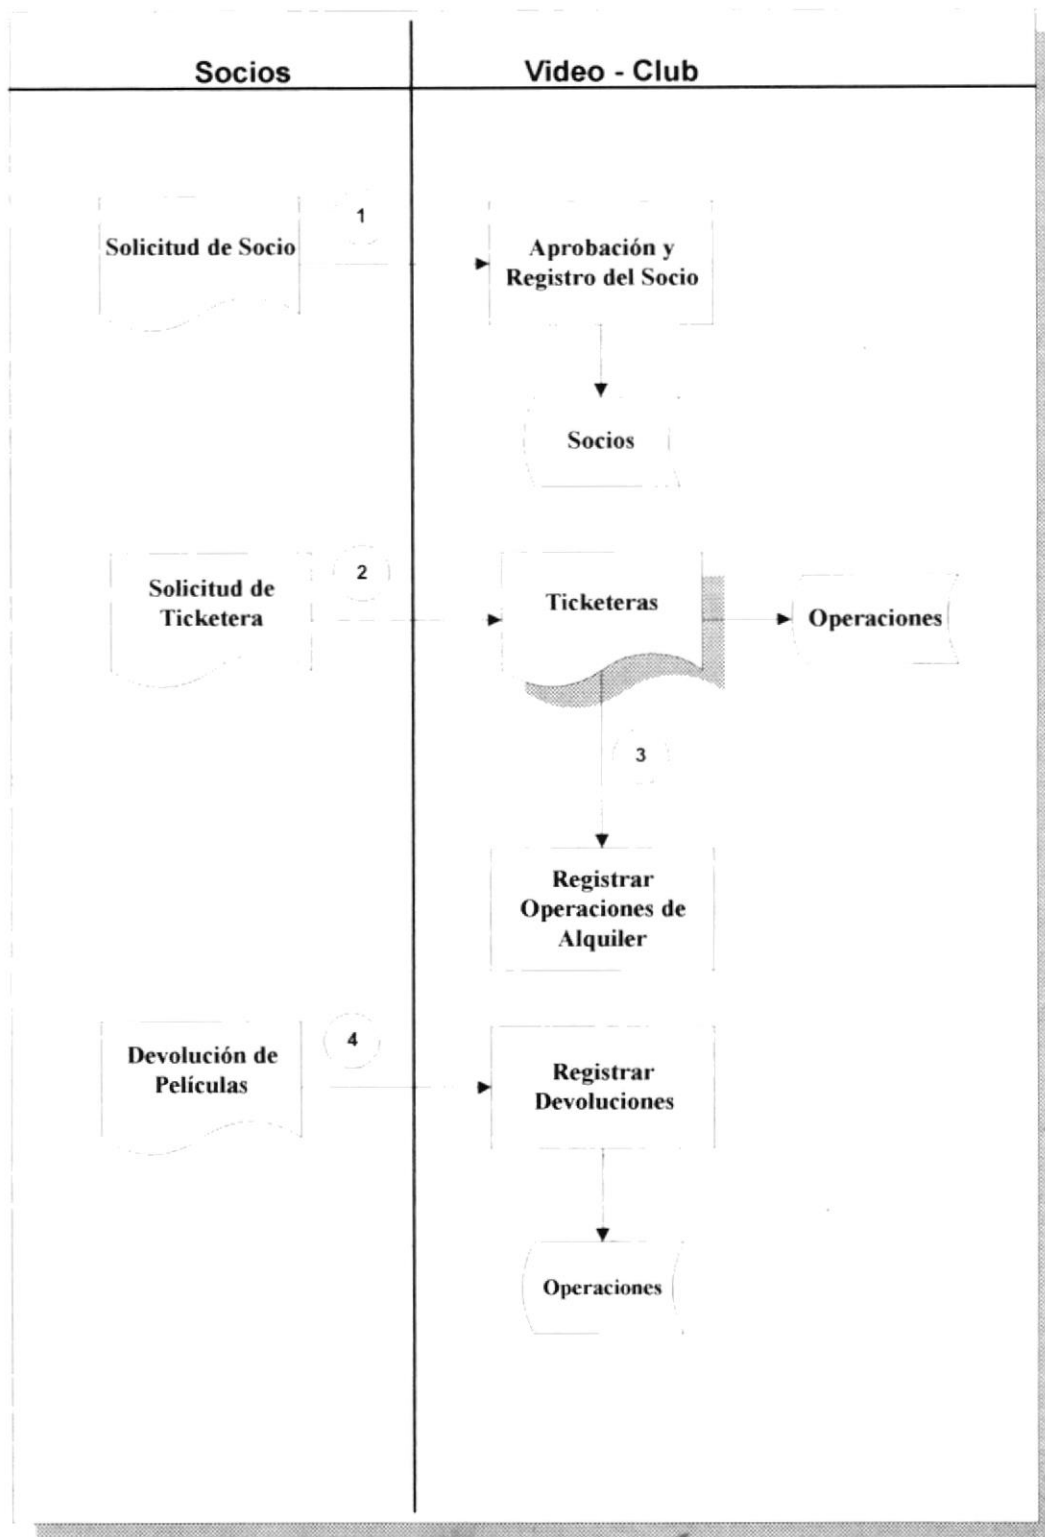 Socios
Video - Club
1
Solicitud de Socio
Aprobación y
Registro del Socio
Socios
2
Solicitud de
Ticketera
Ticketeras
Operaciones
3
Registrar
Operaciones de
Alquiler
4
Devolución de
Películas
Registrar
Devoluciones
Operaciones